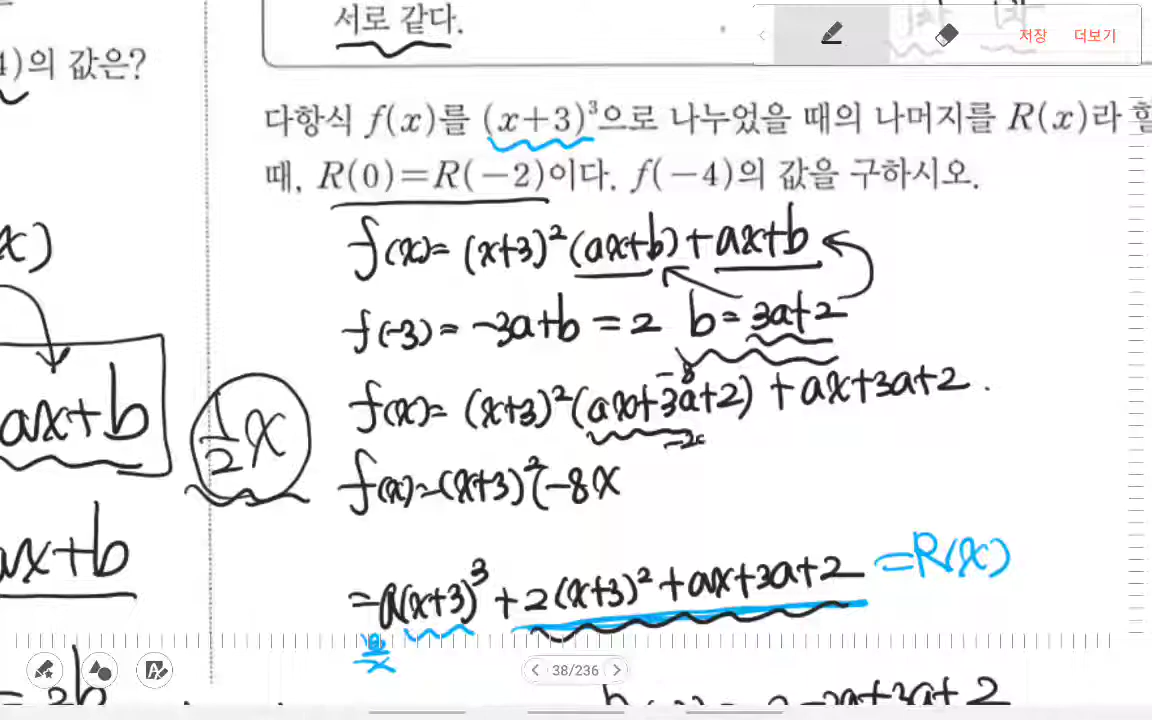 서로 같다.
저장 더보기
4)의 값은?
다항식 f(x)를 (x+3)³으로 나누었을 때의 나머지를 R(x)라 할
때, R(0)=R(-2)이다. f(-4)의 값을 구하시오.
f(x)= (x+3)²(ax+b)+ax+b
x)
f(-3) = -3a+b = 2 b = 3a+2
-8
f(x)= (x+3)²(ax+3a+2) + ax+3a+2.
ax+b
1/2 x
f(x)=(x+3)²(-8x
ax+b
=a(x+3)³+2(x+3)²+ax+3a+2 =R(x)
38/236